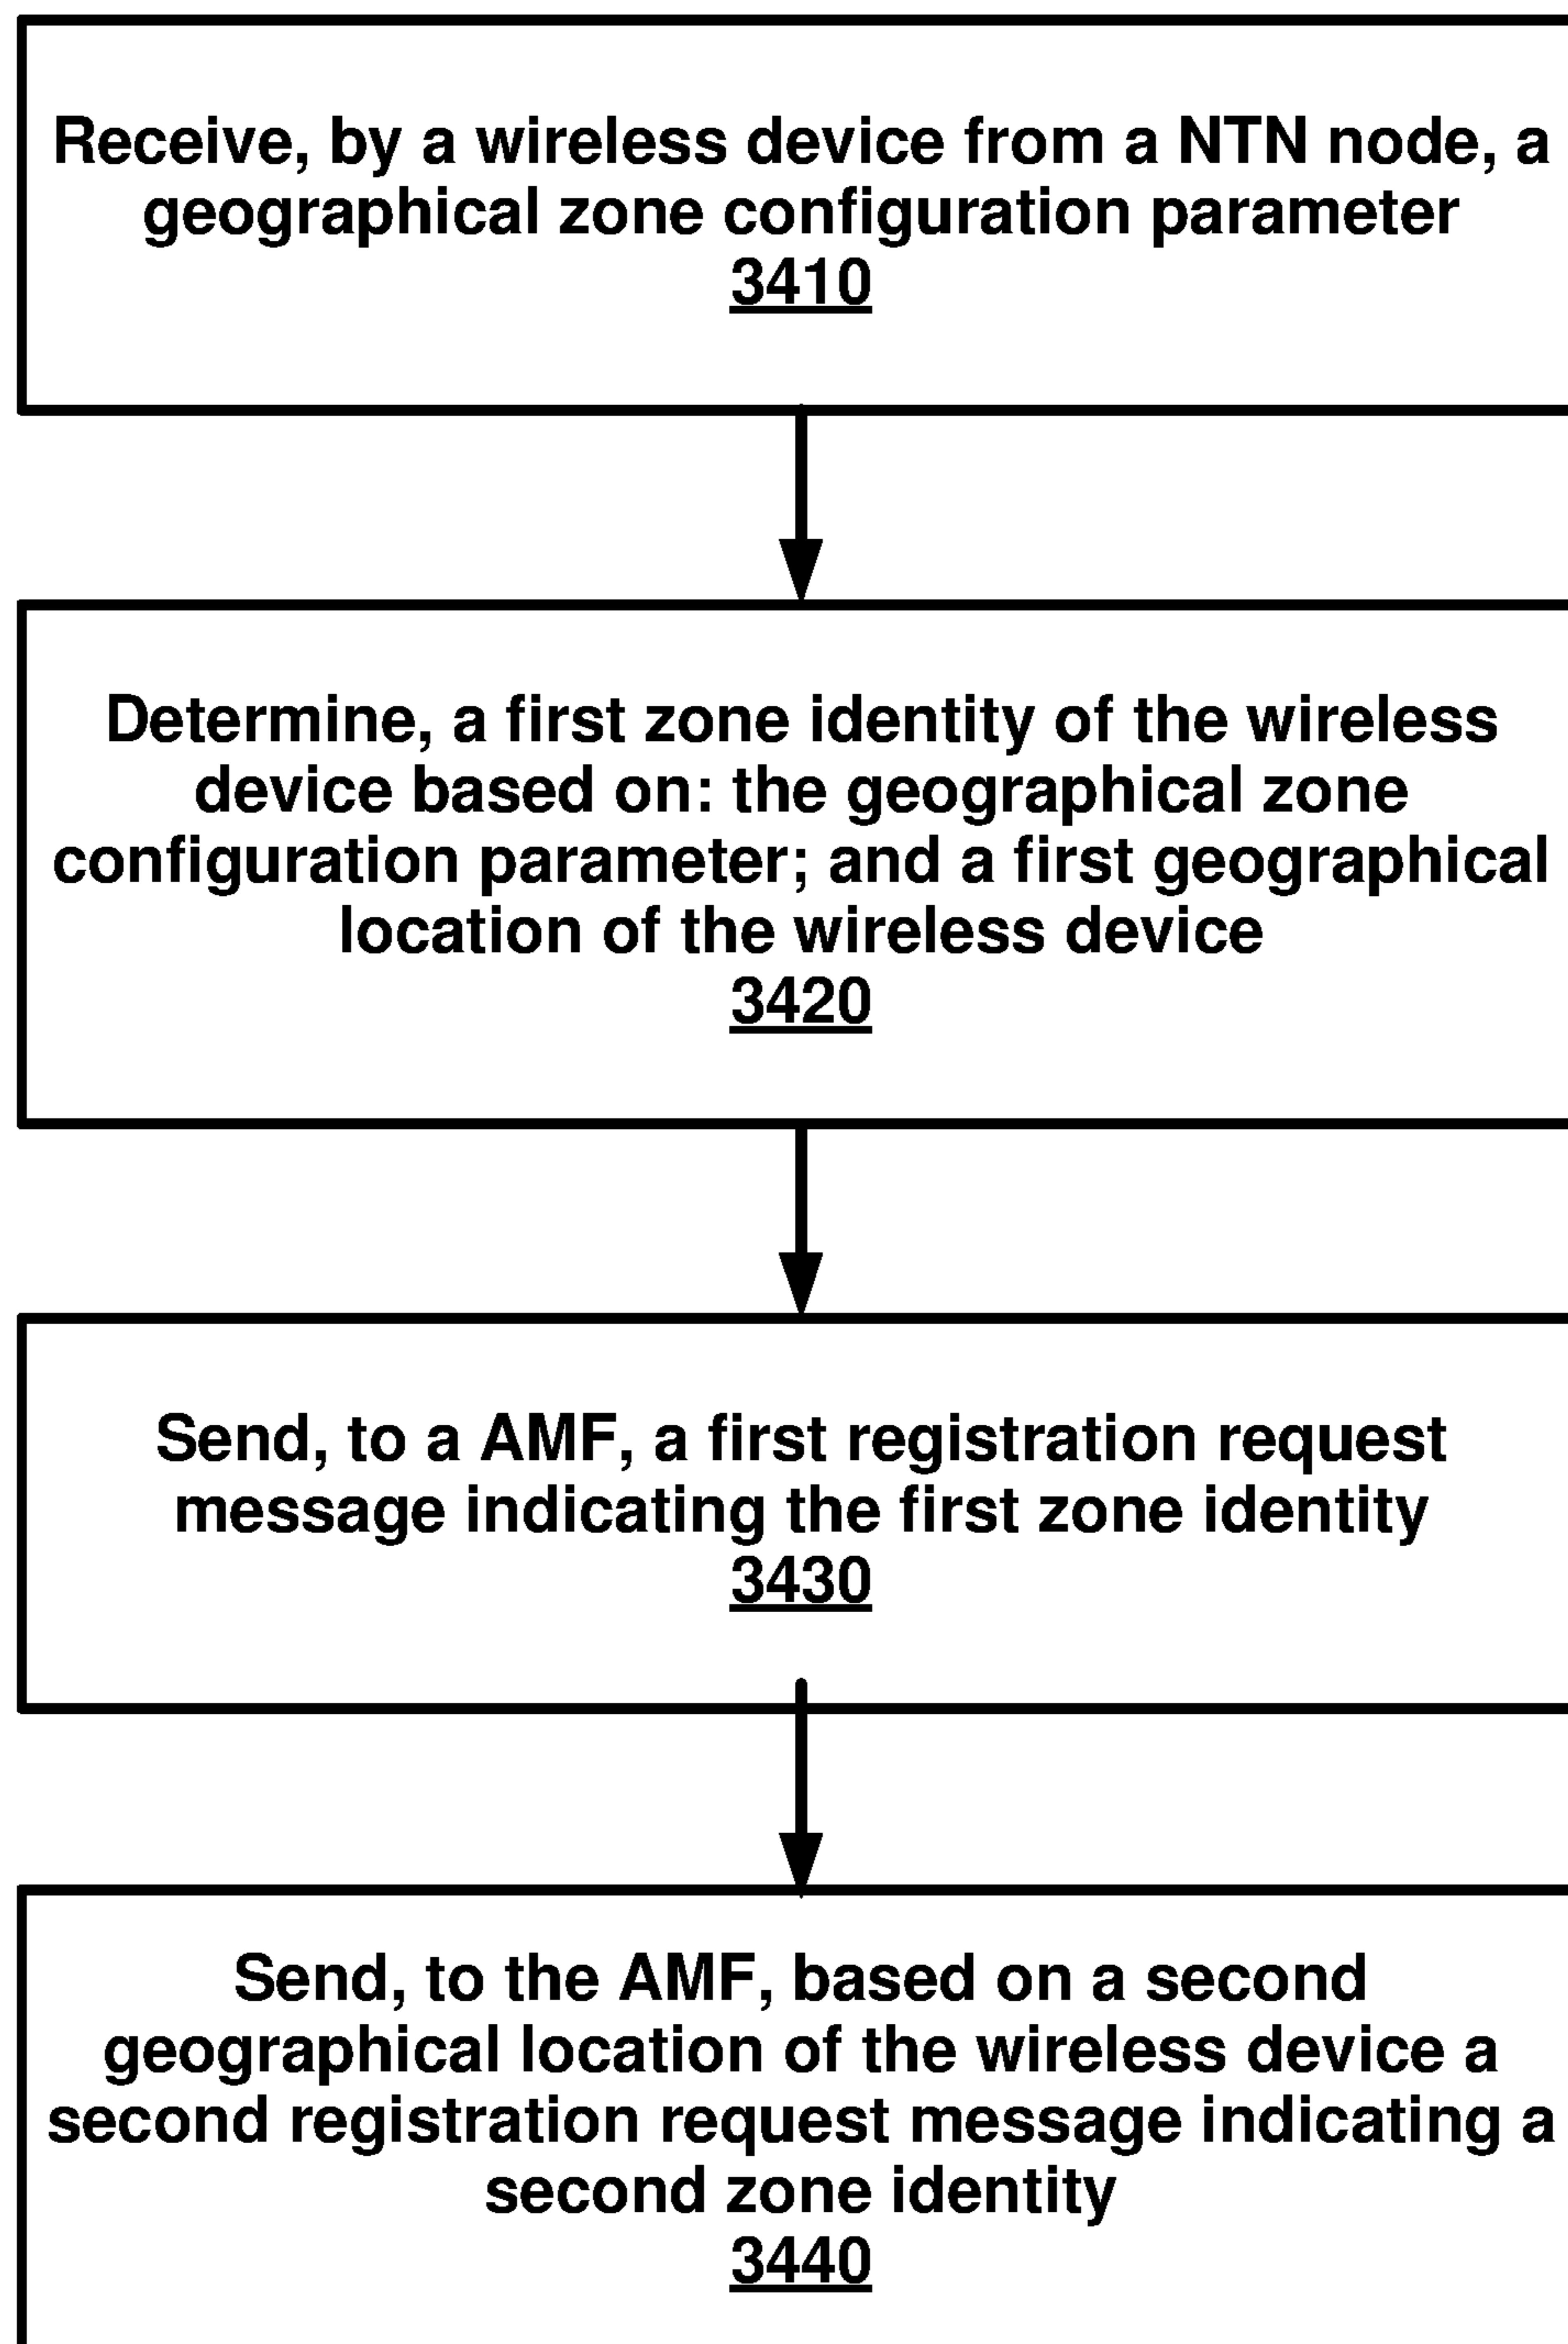 Receive, by a wireless device from a NTN node, a
geographical zone configuration parameter
3410
Determine, a first zone identity of the wireless
device based on: the geographical zone
configuration parameter; and a first geographical
location of the wireless device
3420
Send, to a AMF, a first registration request
message indicating the first zone identity
3430
Send, to the AMF, based on a second
geographical location of the wireless device a
second registration request message indicating a
second zone identity
3440